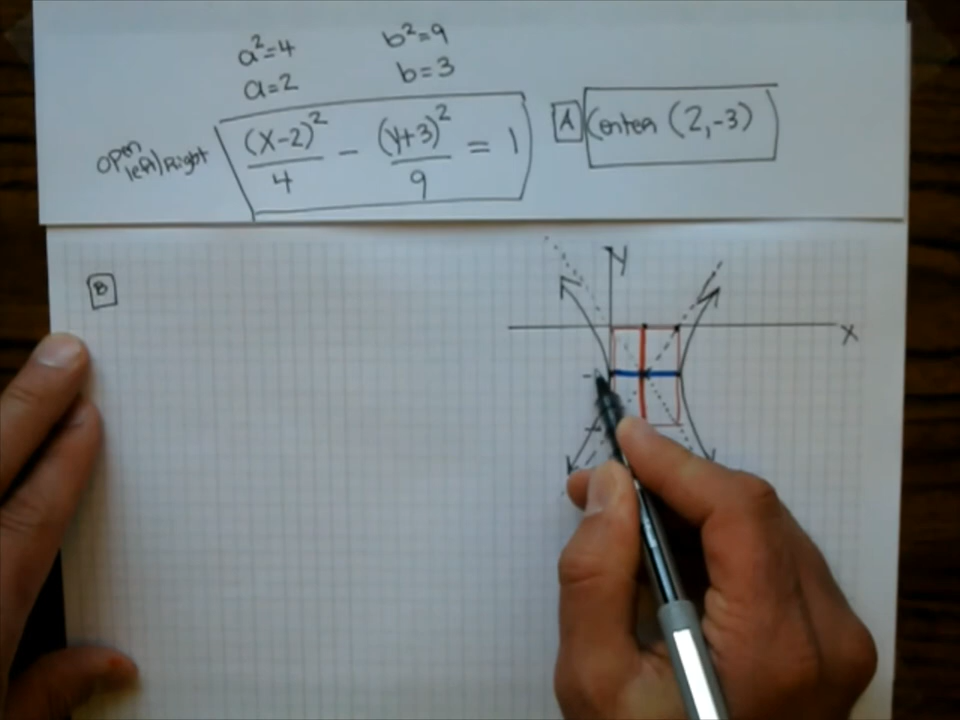 a²=4
b²=9
a=2
b=3
open
left/Right
(x-2)²/4 - (y+3)²/9 = 1
A
Center (2,-3)
B
y
x